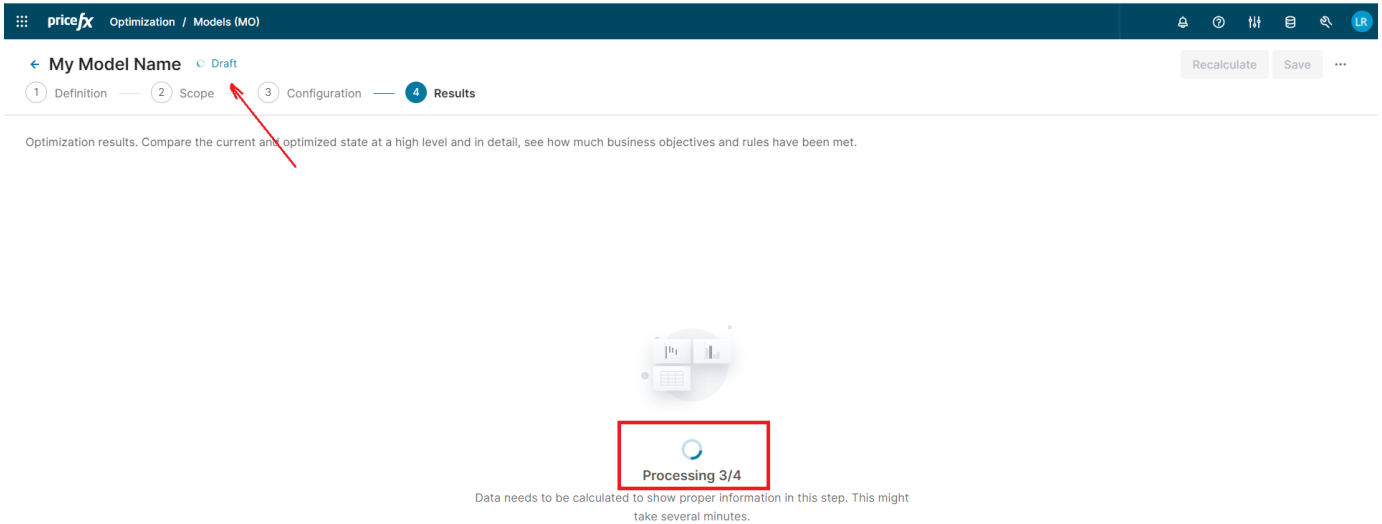 pricefx Optimization / Models (MO) LR
My Model Name Draft Recalculate Save ...
1 Definition 2 Scope 3 Configuration 4 Results
Optimization results. Compare the current and optimized state at a high level and in detail, see how much business objectives and rules have been met.
Processing 3/4
Data needs to be calculated to show proper information in this step. This might
take several minutes.